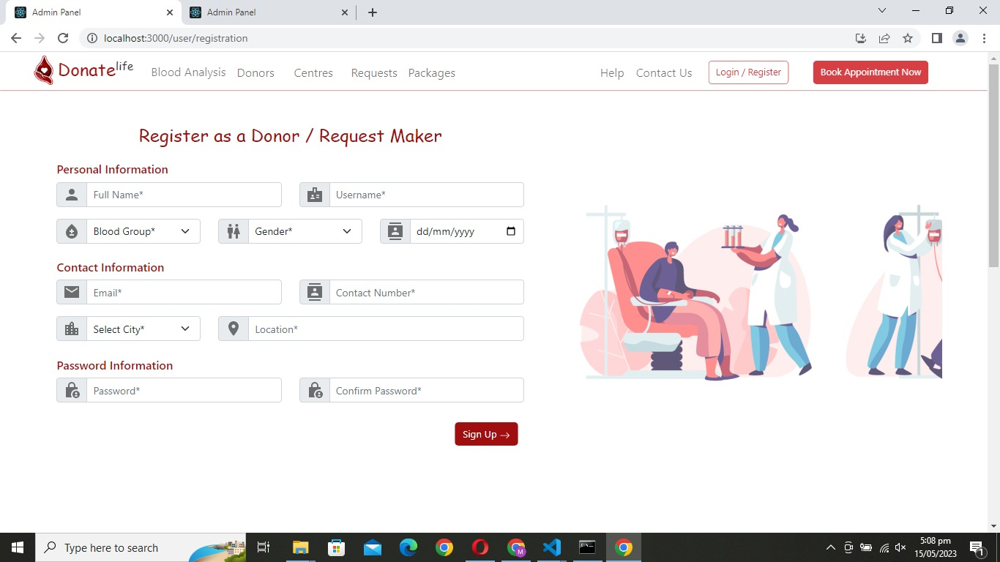 Admin Panel
Admin Panel
localhost:3000/user/registration
Donatelife
Blood Analysis Donors Centres Requests Packages Help Contact Us Login / Register Book Appointment Now
Register as a Donor / Request Maker
Personal Information
Full Name* Username*
Blood Group* Gender* dd/mm/yyyy
Contact Information
Email* Contact Number*
Select City* Location*
Password Information
Password* Confirm Password*
Sign Up →
Type here to search
M
5:08 pm
15/05/2023
1